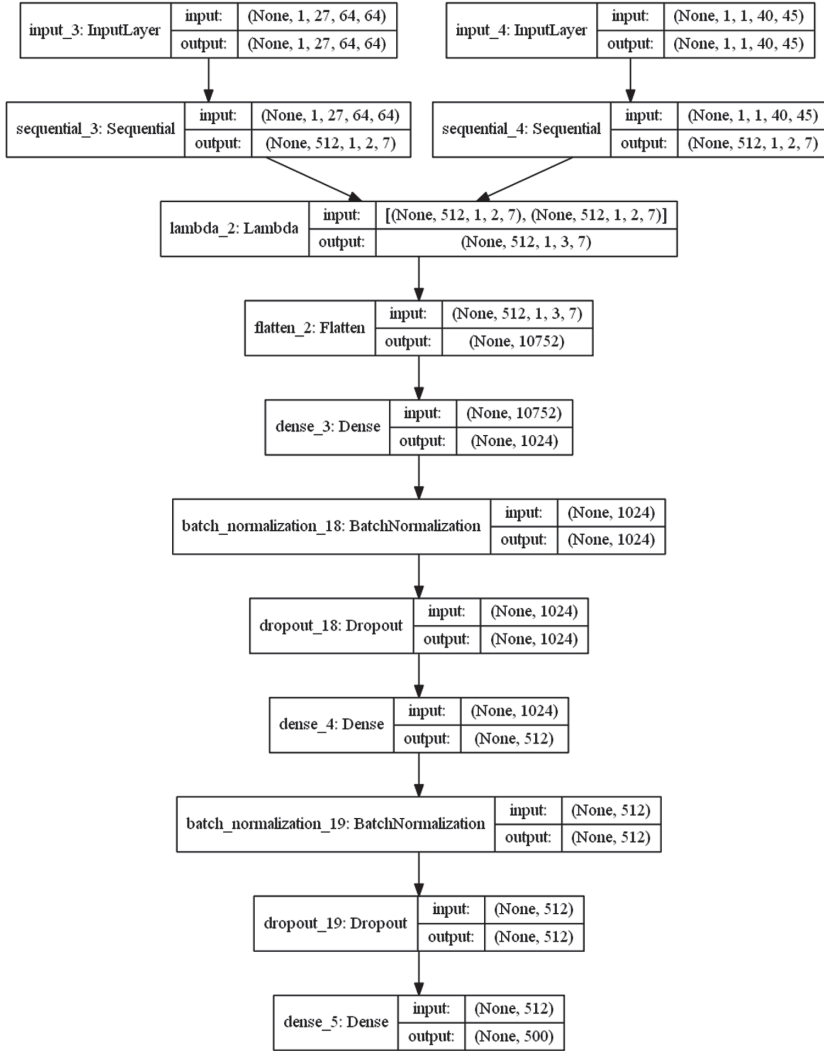 input_3: InputLayer input: (None, 1, 27, 64, 64)
output: (None, 1, 27, 64, 64)
input_4: InputLayer input: (None, 1, 1, 40, 45)
output: (None, 1, 1, 40, 45)
sequential_3: Sequential input: (None, 1, 27, 64, 64)
output: (None, 512, 1, 2, 7)
sequential_4: Sequential input: (None, 1, 1, 40, 45)
output: (None, 512, 1, 2, 7)
lambda_2: Lambda input: [(None, 512, 1, 2, 7), (None, 512, 1, 2, 7)]
output: (None, 512, 1, 3, 7)
flatten_2: Flatten input: (None, 512, 1, 3, 7)
output: (None, 10752)
dense_3: Dense input: (None, 10752)
output: (None, 1024)
batch_normalization_18: BatchNormalization input: (None, 1024)
output: (None, 1024)
dropout_18: Dropout input: (None, 1024)
output: (None, 1024)
dense_4: Dense input: (None, 1024)
output: (None, 512)
batch_normalization_19: BatchNormalization input: (None, 512)
output: (None, 512)
dropout_19: Dropout input: (None, 512)
output: (None, 512)
dense_5: Dense input: (None, 512)
output: (None, 500)